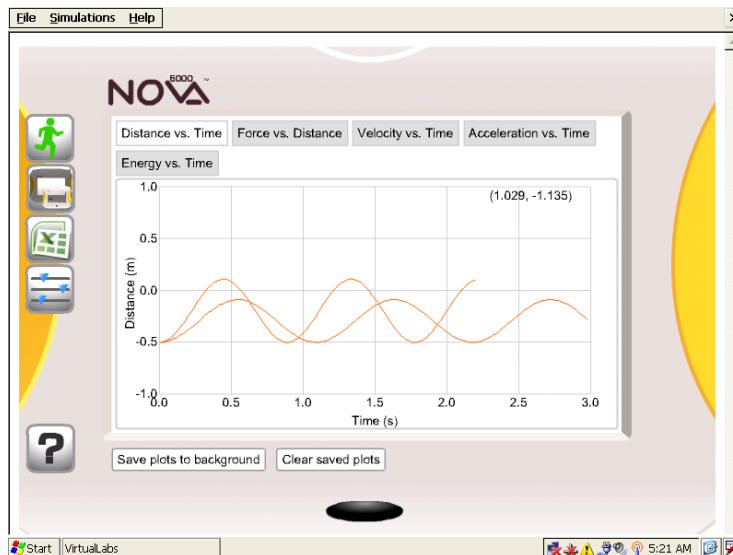 File Simulations Help
NOVA 5000 ™
Distance vs. Time Force vs. Distance Velocity vs. Time Acceleration vs. Time
Energy vs. Time
(1.029, -1.135)
1.0
0.5
0.0
-0.5
-1.0
Distance (m)
0.0 0.5 1.0 1.5 2.0 2.5 3.0
Time (s)
?
Save plots to background Clear saved plots
Start VirtualLabs 5:21 AM